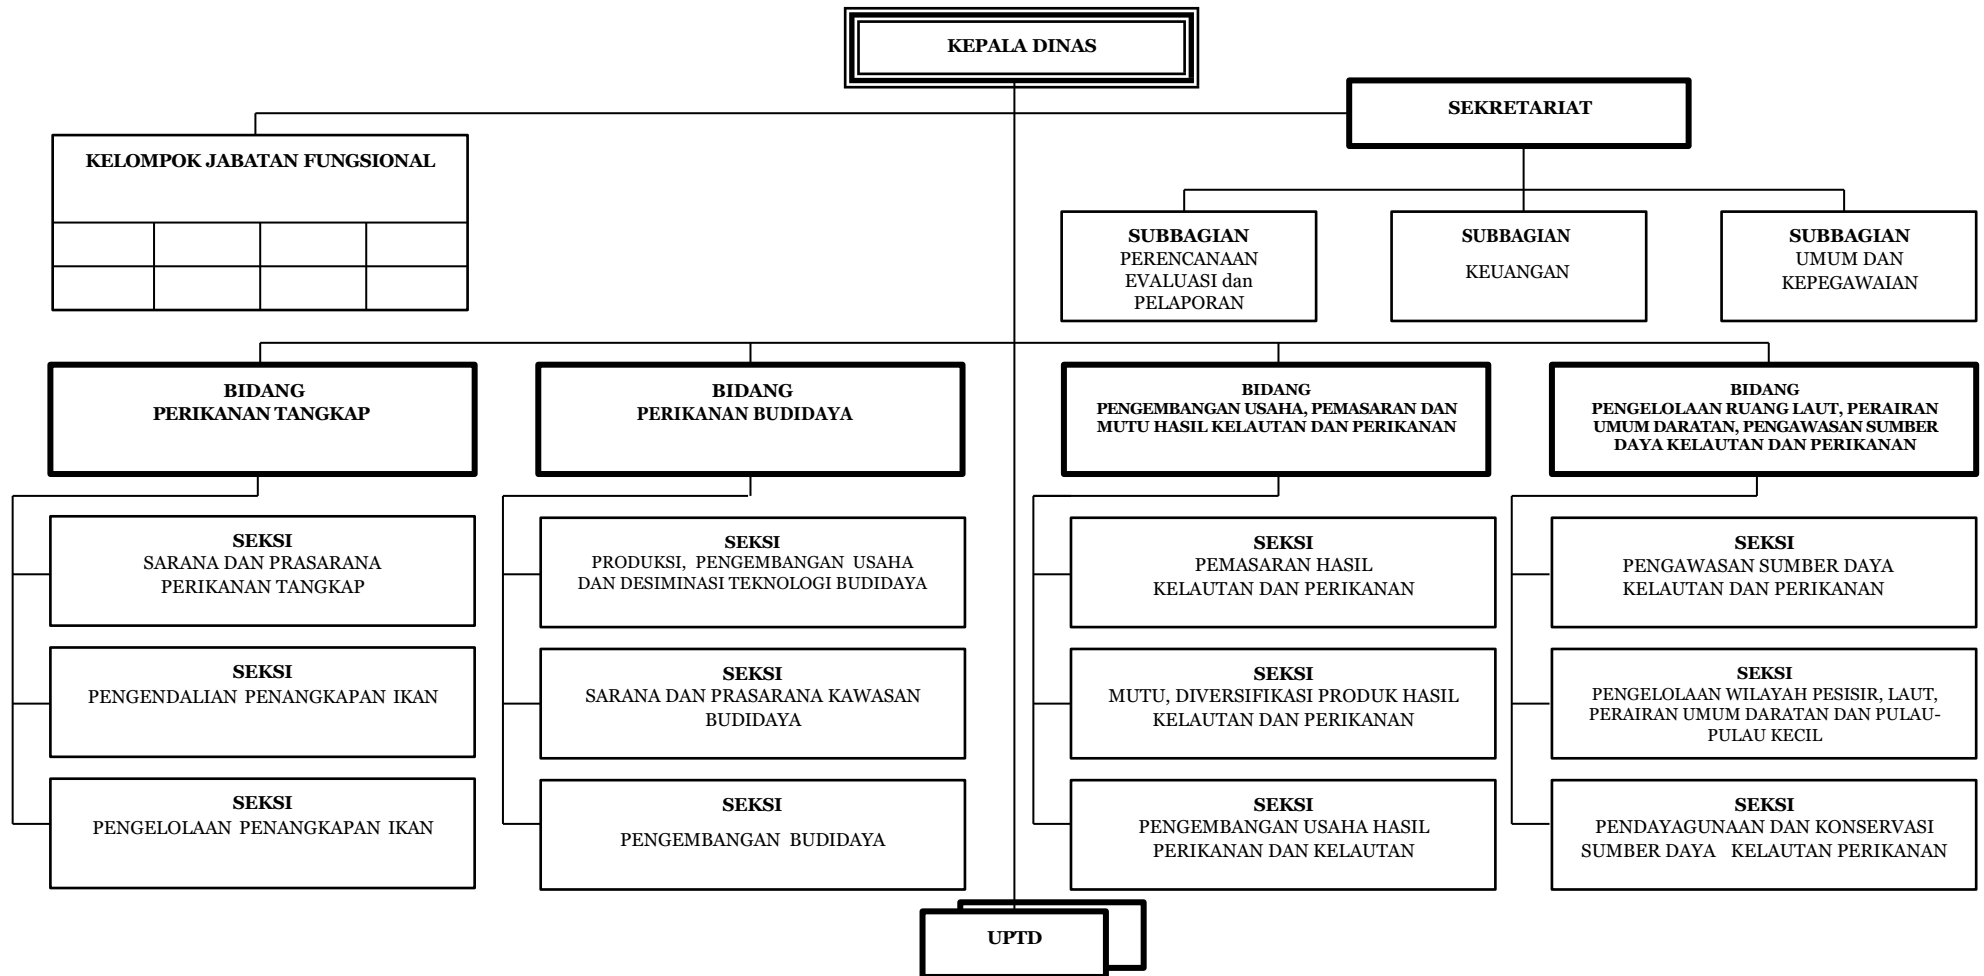 KEPALA DINAS
SEKRETARIAT
KELOMPOK JABATAN FUNGSIONAL
SUBBAGIAN
PERENCANAAN
EVALUASI dan
PELAPORAN
SUBBAGIAN
KEUANGAN
SUBBAGIAN
UMUM DAN
KEPEGAWAIAN
BIDANG
PERIKANAN TANGKAP
BIDANG
PERIKANAN BUDIDAYA
BIDANG
PENGEMBANGAN USAHA, PEMASARAN DAN
MUTU HASIL KELAUTAN DAN PERIKANAN
BIDANG
PENGELOLAAN RUANG LAUT, PERAIRAN
UMUM DARATAN, PENGAWASAN SUMBER
DAYA KELAUTAN DAN PERIKANAN
SEKSI
SARANA DAN PRASARANA
PERIKANAN TANGKAP
SEKSI
PRODUKSI, PENGEMBANGAN USAHA
DAN DESIMINASI TEKNOLOGI BUDIDAYA
SEKSI
PEMASARAN HASIL
KELAUTAN DAN PERIKANAN
SEKSI
PENGAWASAN SUMBER DAYA
KELAUTAN DAN PERIKANAN
SEKSI
PENGENDALIAN PENANGKAPAN IKAN
SEKSI
SARANA DAN PRASARANA KAWASAN
BUDIDAYA
SEKSI
MUTU, DIVERSIFIKASI PRODUK HASIL
KELAUTAN DAN PERIKANAN
SEKSI
PENGELOLAAN WILAYAH PESISIR, LAUT,
PERAIRAN UMUM DARATAN DAN PULAU-
PULAU KECIL
SEKSI
PENGELOLAAN PENANGKAPAN IKAN
SEKSI
PENGEMBANGAN BUDIDAYA
SEKSI
PENGEMBANGAN USAHA HASIL
PERIKANAN DAN KELAUTAN
SEKSI
PENDAYAGUNAAN DAN KONSERVASI
SUMBER DAYA KELAUTAN PERIKANAN
UPTD